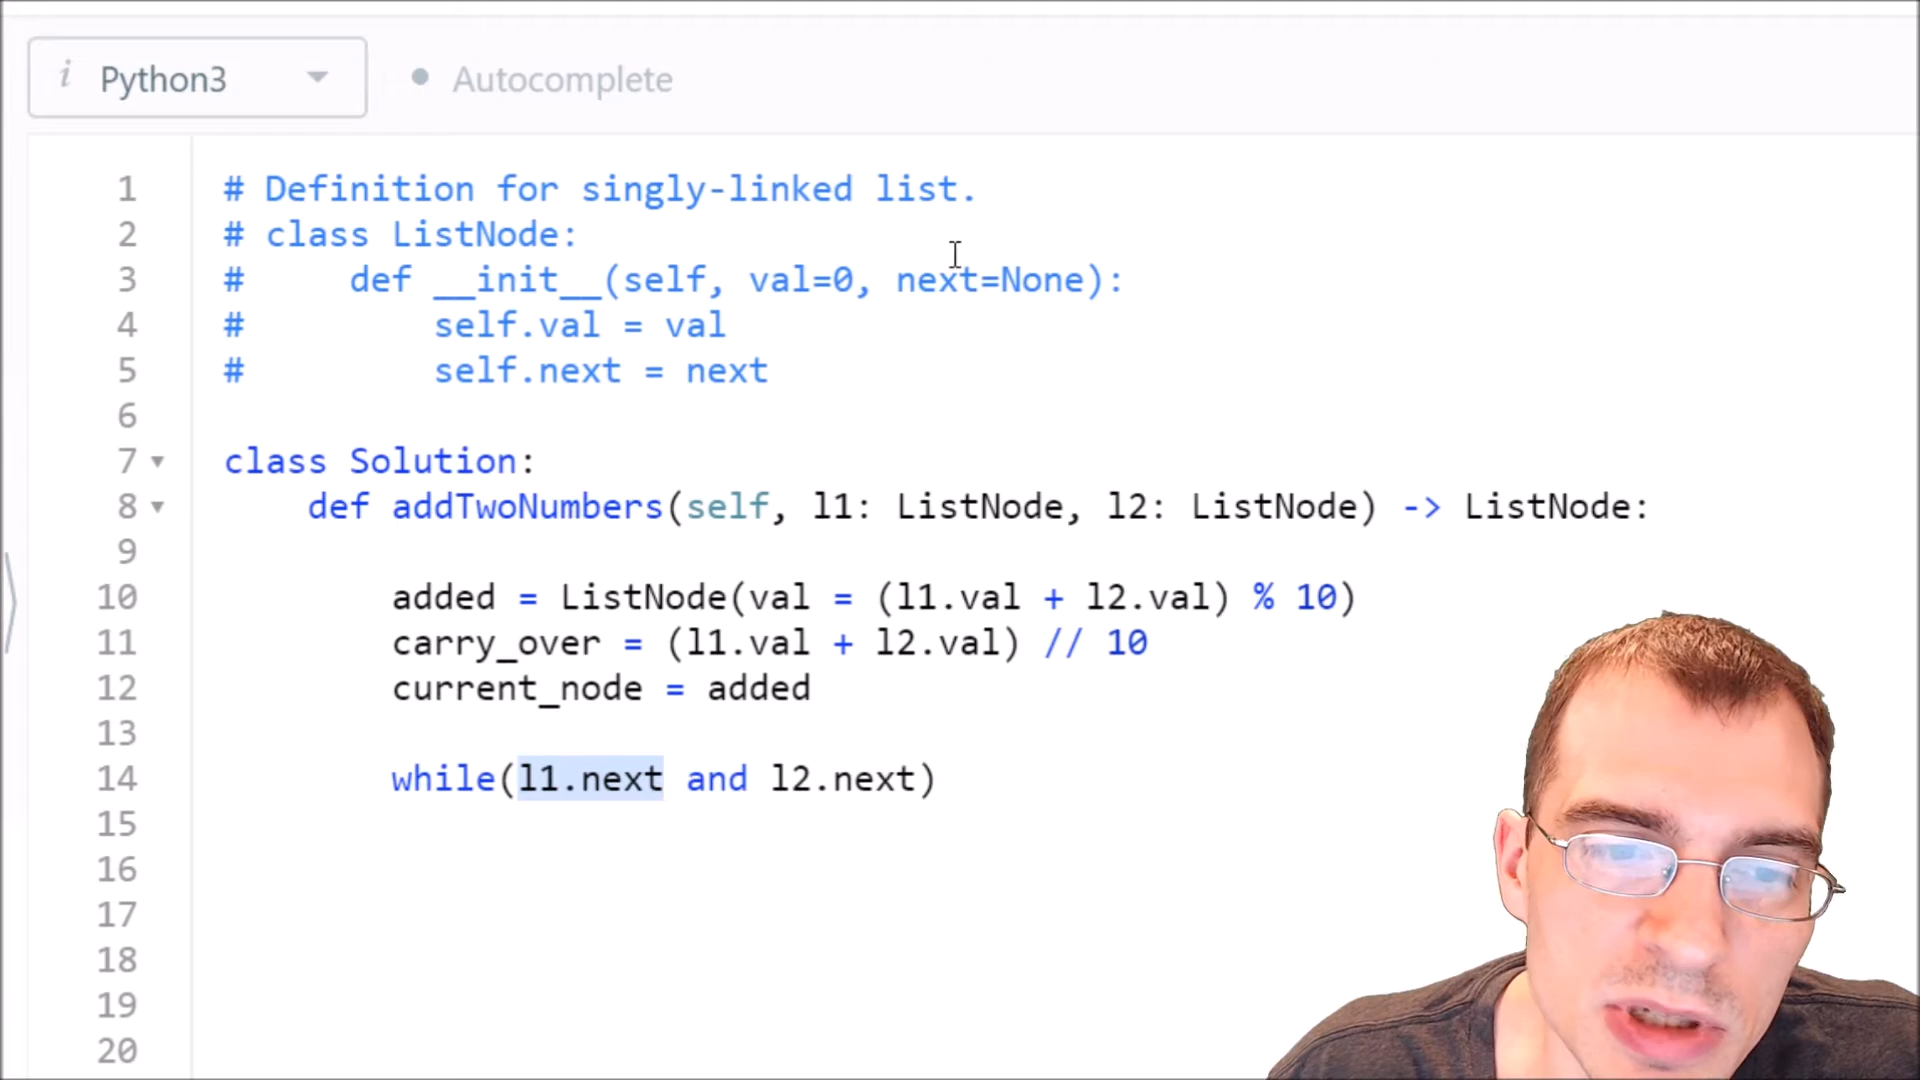 i Python3 Autocomplete
1 # Definition for singly-linked list.
2 # class ListNode:
3 #     def __init__(self, val=0, next=None):
4 #         self.val = val
5 #         self.next = next
6
7 class Solution:
8     def addTwoNumbers(self, l1: ListNode, l2: ListNode) -> ListNode:
9
10         added = ListNode(val = (l1.val + l2.val) % 10)
11         carry_over = (l1.val + l2.val) // 10
12         current_node = added
13
14         while(l1.next and l2.next)
15
16
17
18
19
20